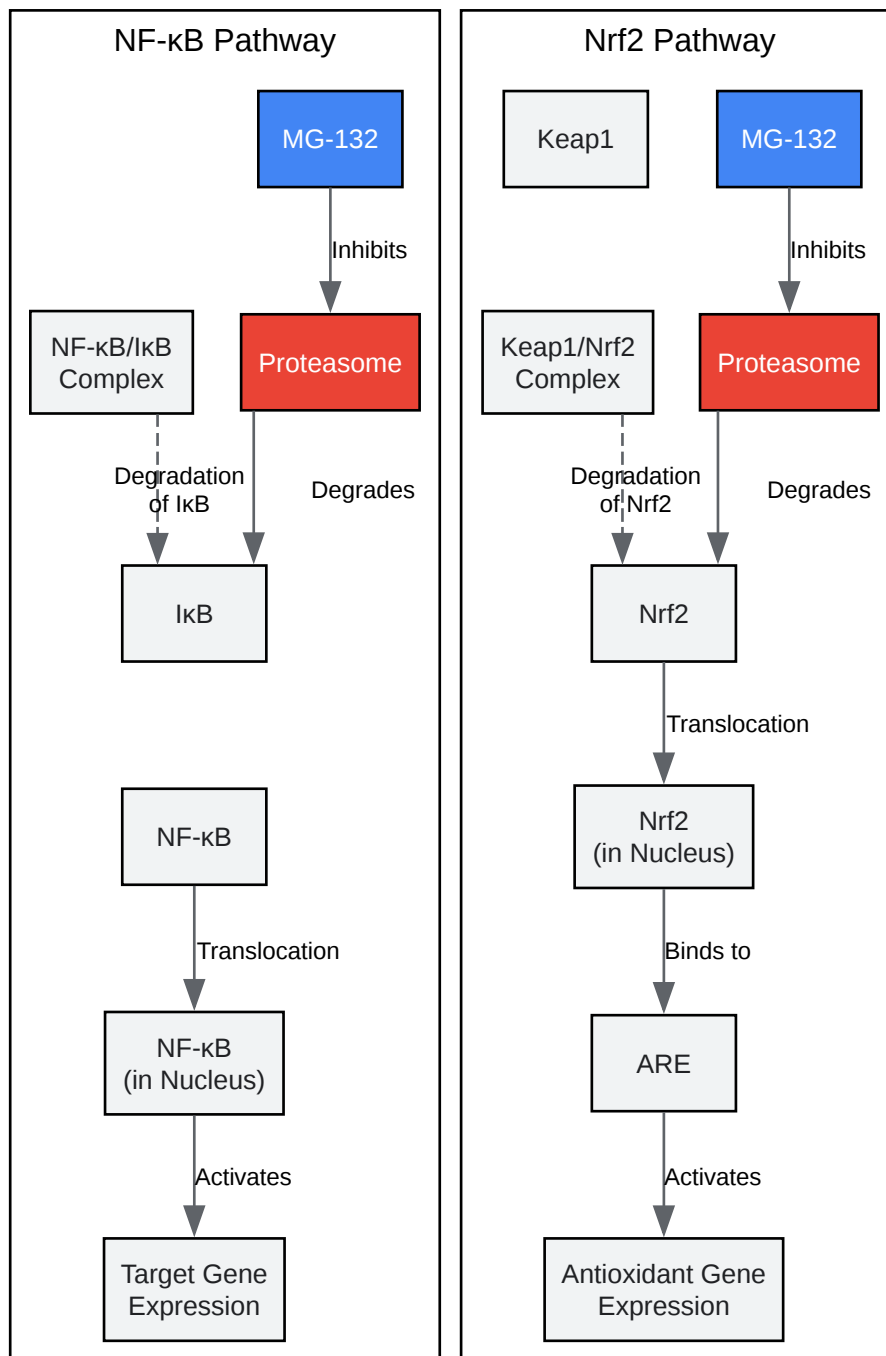 NF-κB Pathway
MG-132
Inhibits
NF-κB/IκB
Complex
Proteasome
Degradation
of IκB
Degrades
IκB
NF-κB
Translocation
NF-κB
(in Nucleus)
Activates
Target Gene
Expression
Nrf2 Pathway
Keap1
MG-132
Inhibits
Keap1/Nrf2
Complex
Proteasome
Degradation
of Nrf2
Degrades
Nrf2
Translocation
Nrf2
(in Nucleus)
Binds to
ARE
Activates
Antioxidant Gene
Expression